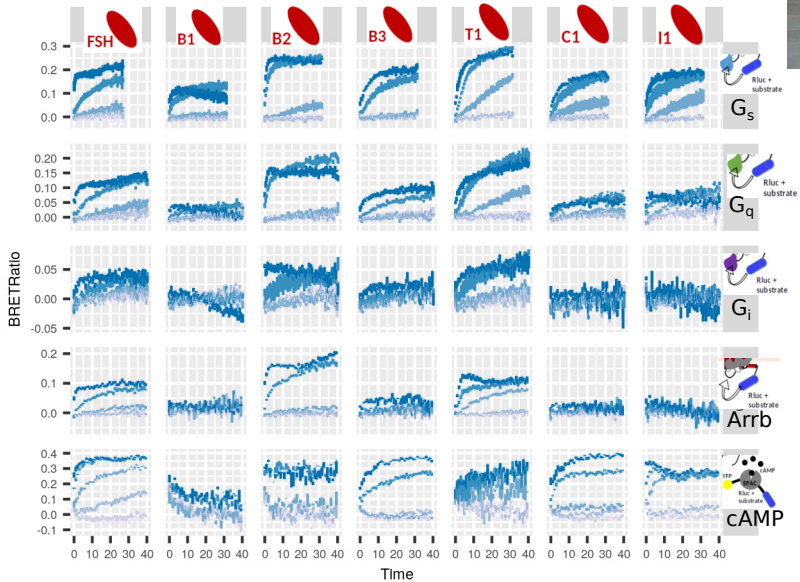 FSH B1 B2 B3 T1 C1 I1
0.3
0.2
0.1
0.0
Rluc +
substrate
Gs
0.20
0.15
0.10
0.05
0.00
Rluc +
substrate
Gq
BRETRatio
0.05
0.00
-0.05
Rluc +
substrate
Gi
0.2
0.1
0.0
Rluc +
substrate
Arrb
0.4
0.3
0.2
0.1
0.0
-0.1
YFP
cAMP
EPAC
Rluc +
substrate
cAMP
0 10 20 30 40 0 10 20 30 40 0 10 20 30 40 0 10 20 30 40 0 10 20 30 40 0 10 20 30 40 0 10 20 30 40
Time